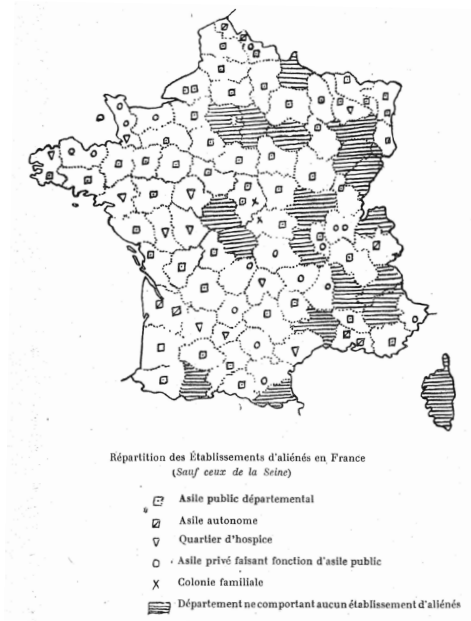 Répartition des Établissements d'aliénés en France
(Sauf ceux de la Seine)
Asile public départemental
Asile autonome
Quartier d'hospice
Asile privé faisant fonction d'asile public
X Colonie familiale
Département ne comportant aucun établissement d'aliénés